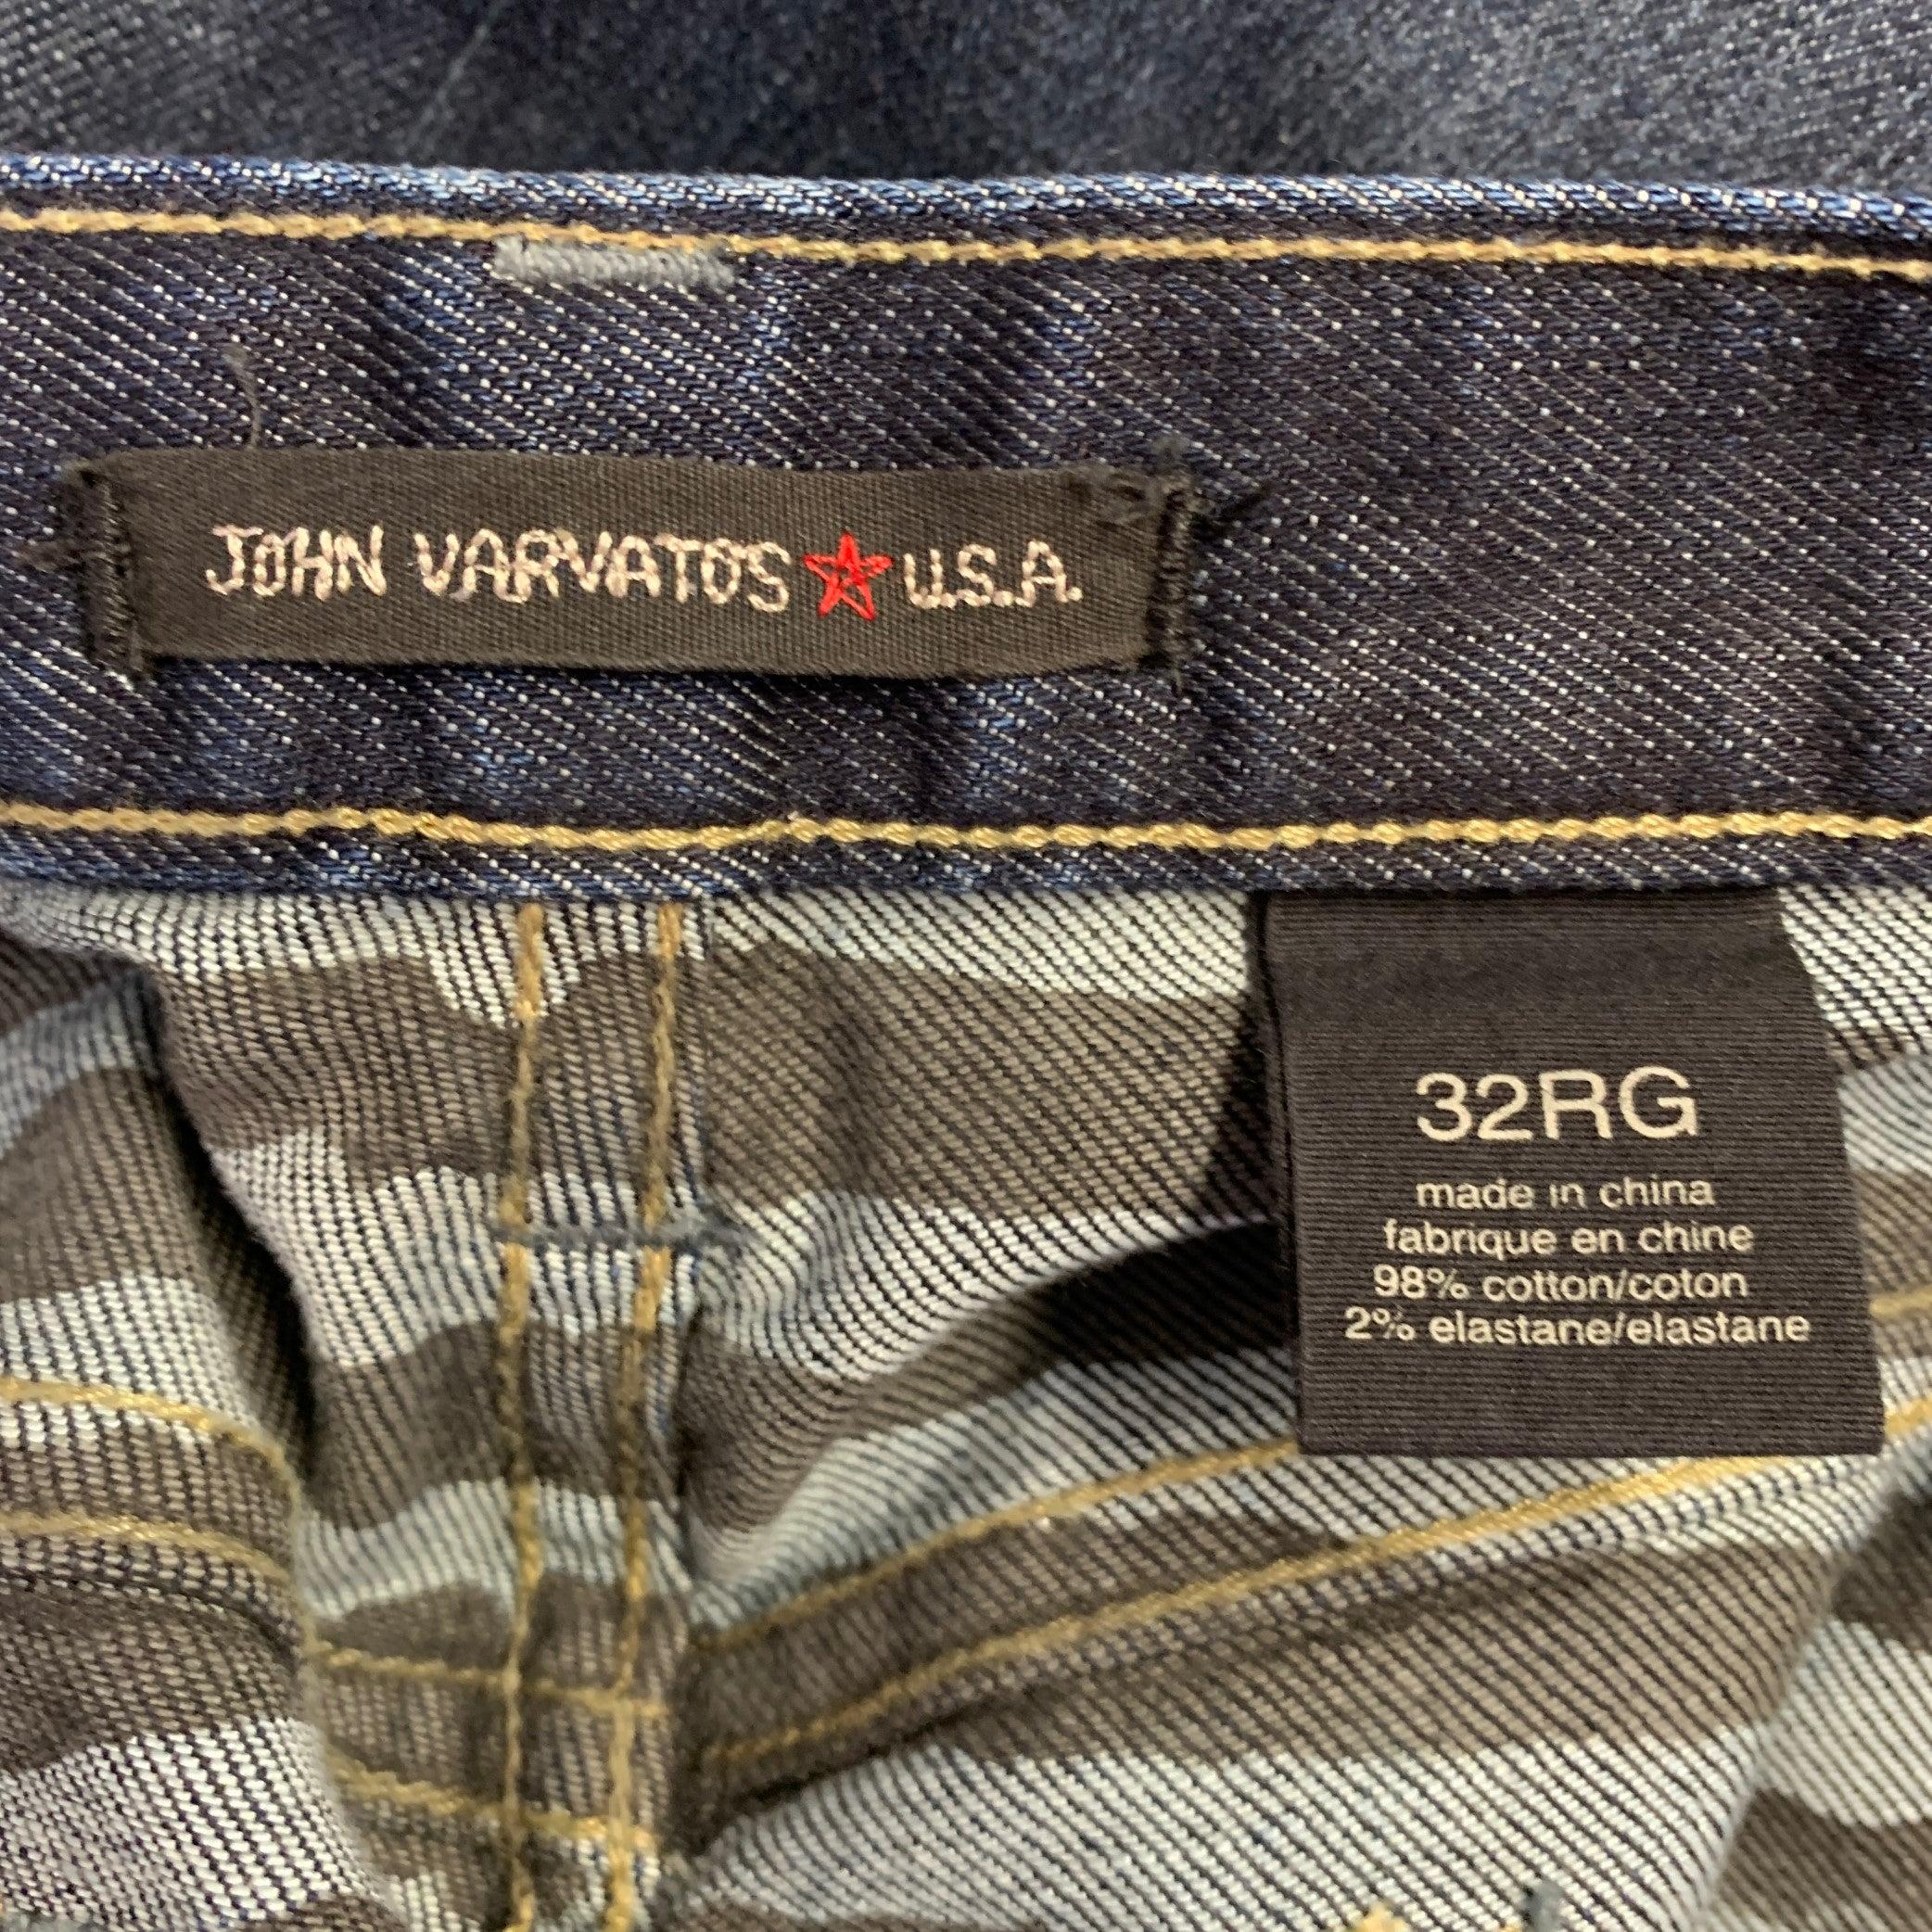 JOHN VARVATOS ★ U.S.A.
32RG
made in china
fabrique en chine
98% cotton/coton
2% elastane/elastane